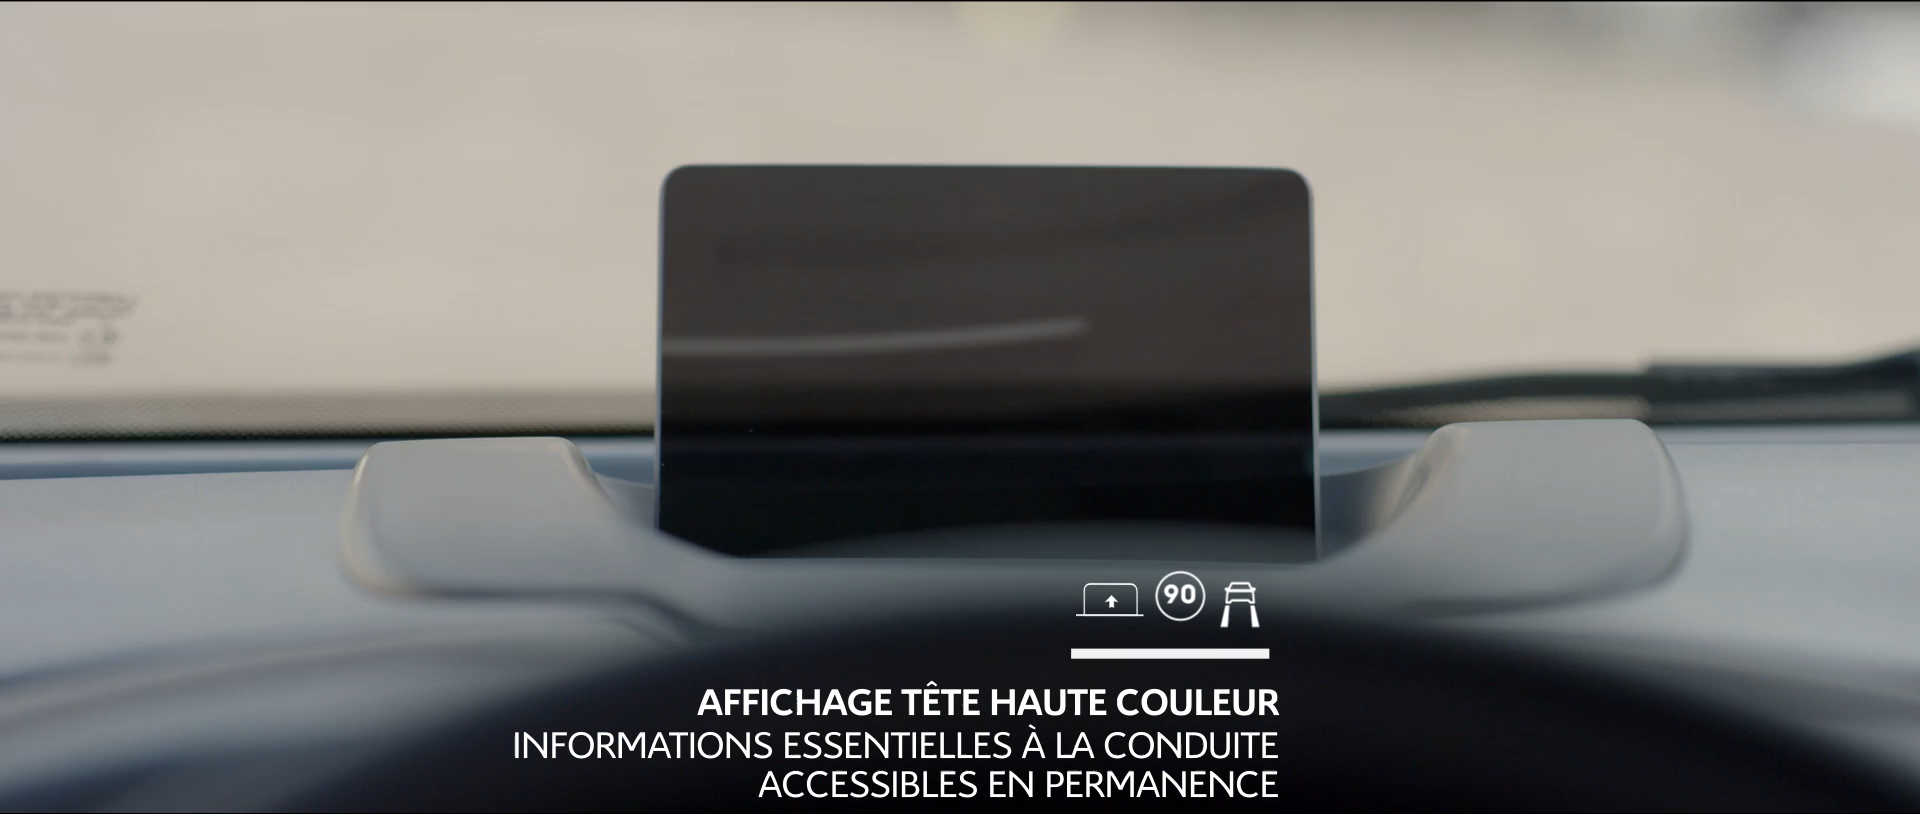 90
AFFICHAGE TÊTE HAUTE COULEUR
INFORMATIONS ESSENTIELLES À LA CONDUITE
ACCESSIBLES EN PERMANENCE